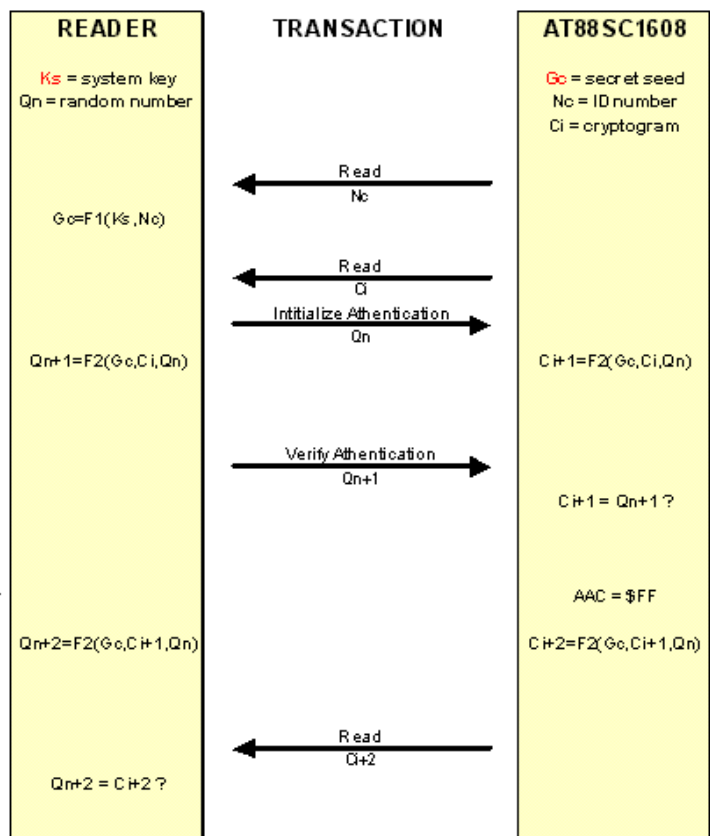 READER
TRANSACTION
AT88SC1608
Ks = system key
Qn = random number
Gc = secret seed
Nc = ID number
Ci = cryptogram
Read
Nc
Gc=F1(Ks,Nc)
Read
Ci
Intitialize Athentication
Qn
Qn+1=F2(Gc,Ci,Qn)
Ci+1=F2(Gc,Ci,Qn)
Verify Athentication
Qn+1
Ci+1 = Qn+1 ?
AAC = $FF
Qn+2=F2(Gc,Ci+1,Qn)
Ci+2=F2(Gc,Ci+1,Qn)
Read
Ci+2
Qn+2 = Ci+2 ?